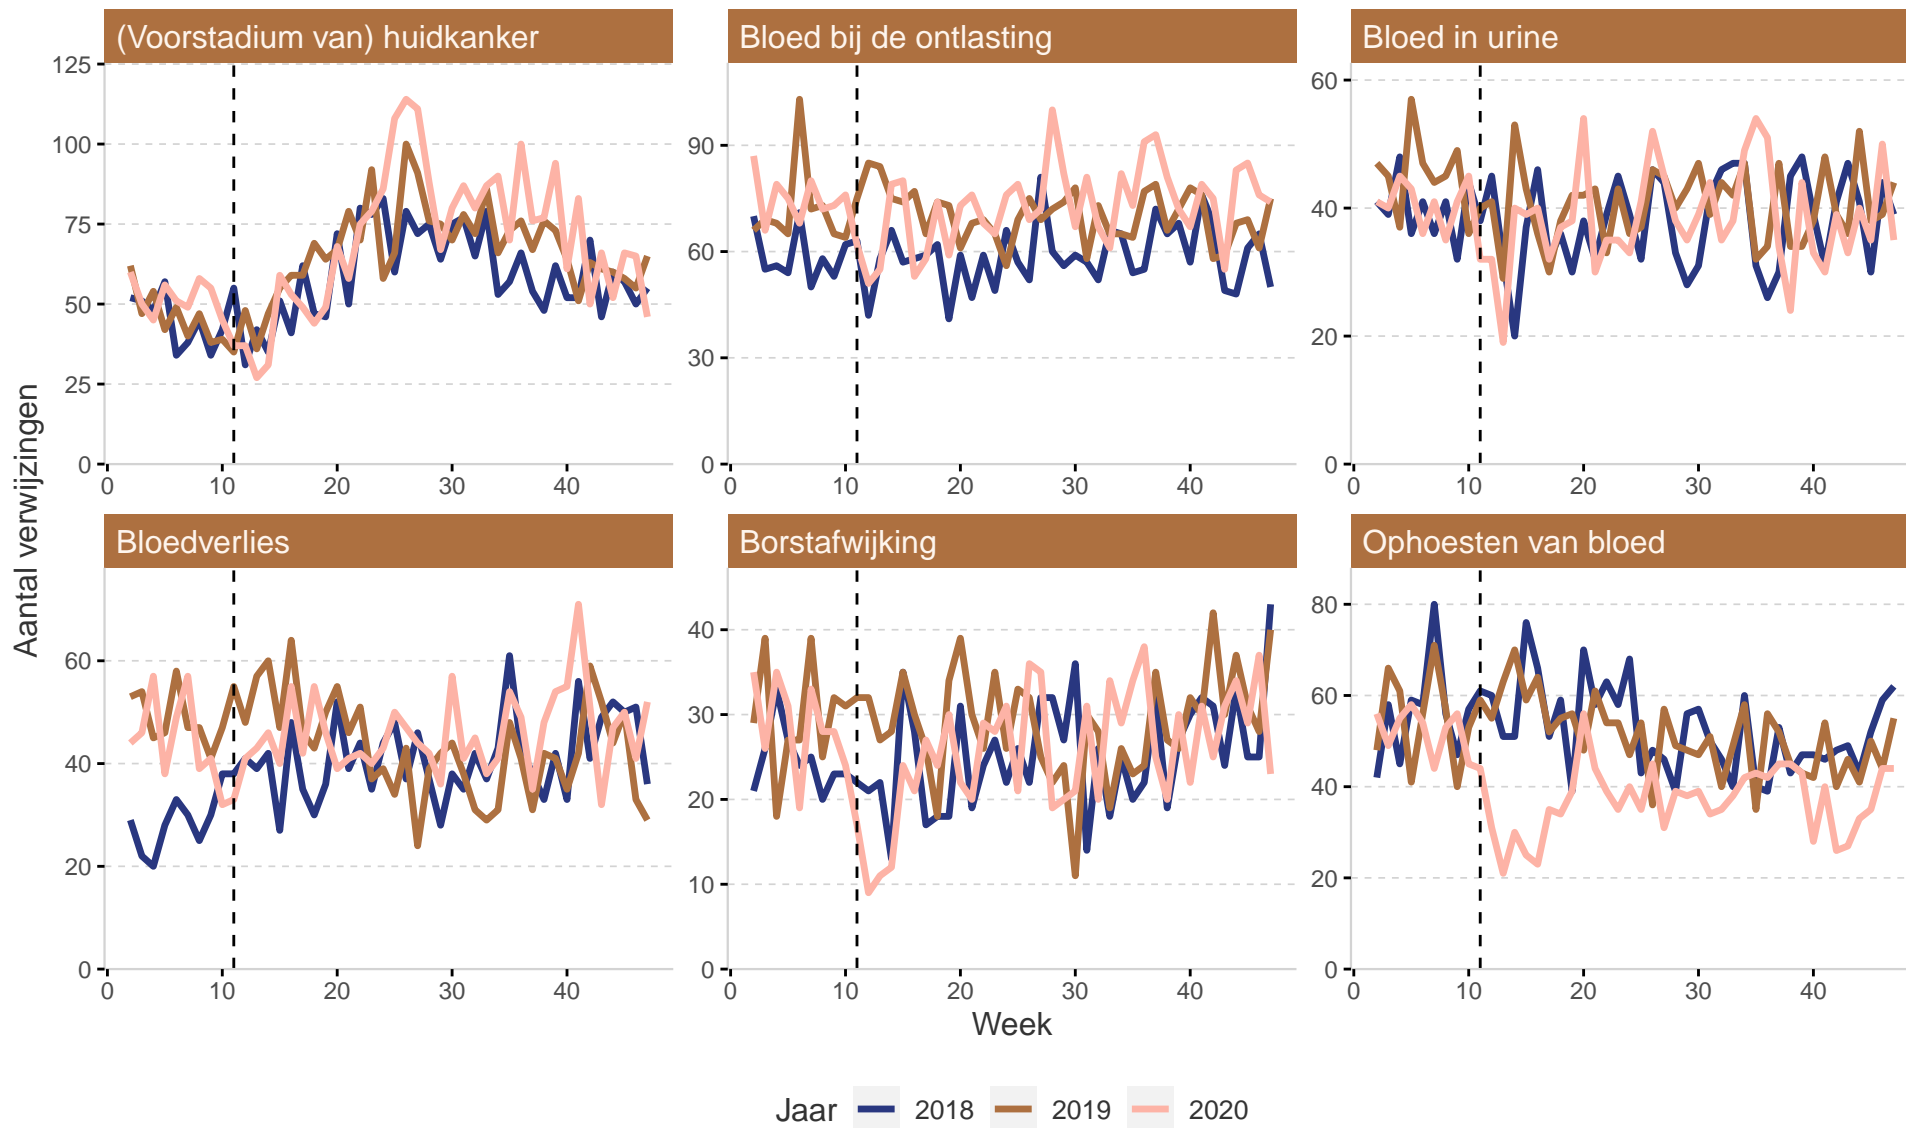 (Voorstadium van) huidkanker
Bloed bij de ontlasting
Bloed in urine
125
100
75
50
25
0
0 10 20 30 40
90
60
30
0
0 10 20 30 40
60
40
20
0
0 10 20 30 40
Aantal verwijzingen
Bloedverlies
Borstafwijking
Ophoesten van bloed
60
40
20
0
0 10 20 30 40
40
30
20
10
0
0 10 20 30 40
80
60
40
20
0
0 10 20 30 40
Week
Jaar 2018 2019 2020